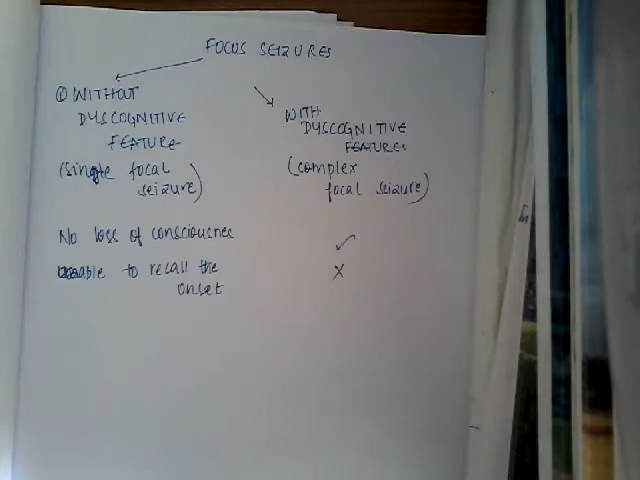 FOCUS SEIZURES
① WITHOUT
DYSCOGNITIVE
FEATURE
(single focal
seizure)
WITH
DYSCOGNITIVE
FEATURES
(complex
focal seizure)
No loss of consciousnes
✓
able to recall the
onset
X